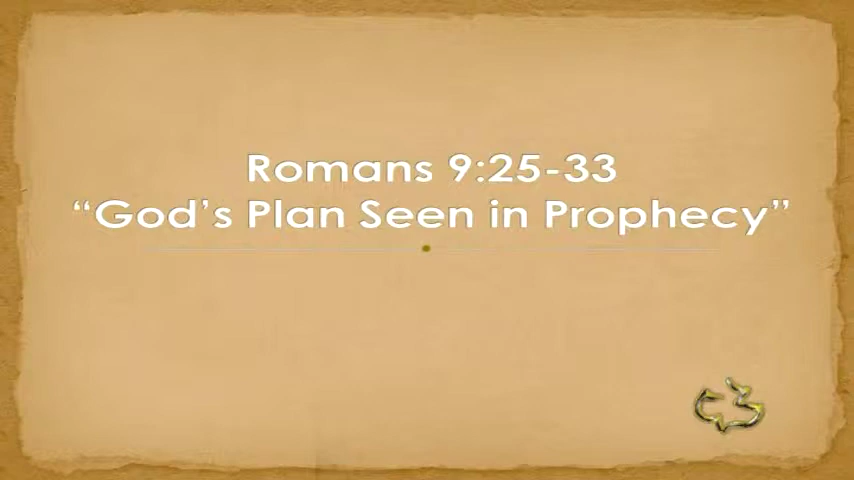 Romans 9:25-33
“God’s Plan Seen in Prophecy”